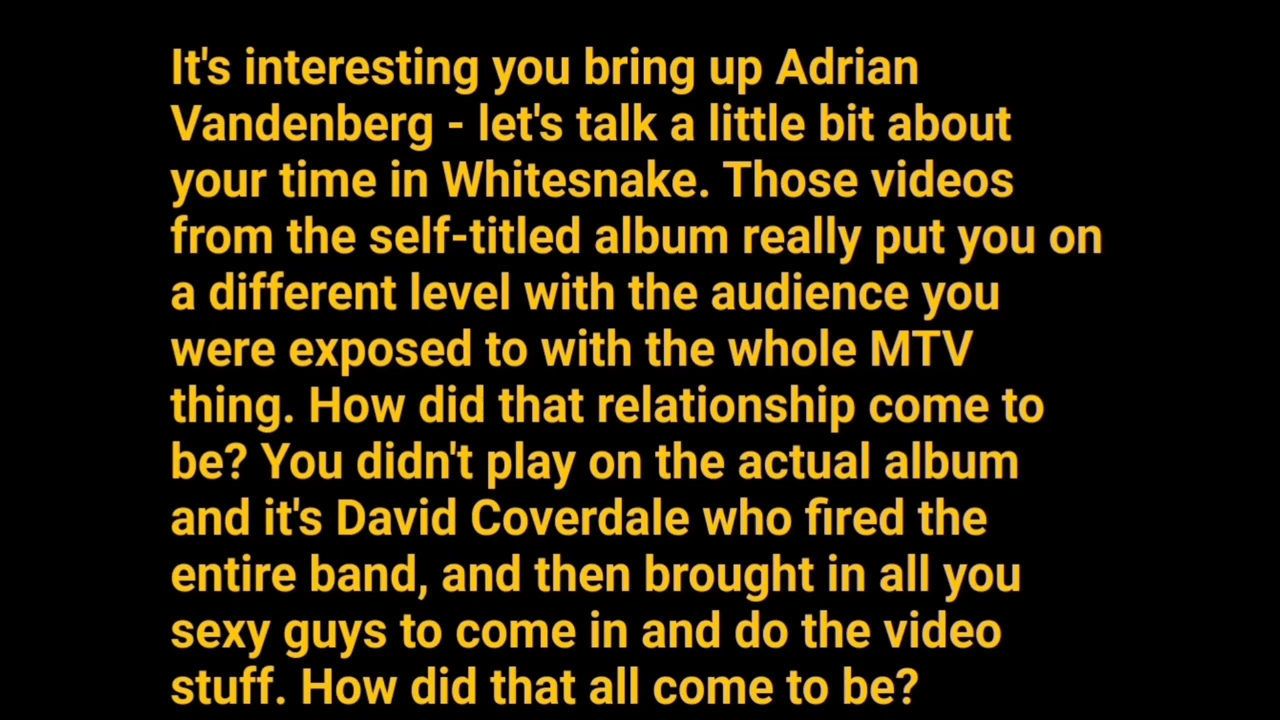 It's interesting you bring up Adrian
Vandenberg - let's talk a little bit about
your time in Whitesnake. Those videos
from the self-titled album really put you on
a different level with the audience you
were exposed to with the whole MTV
thing. How did that relationship come to
be? You didn't play on the actual album
and it's David Coverdale who fired the
entire band, and then brought in all you
sexy guys to come in and do the video
stuff. How did that all come to be?